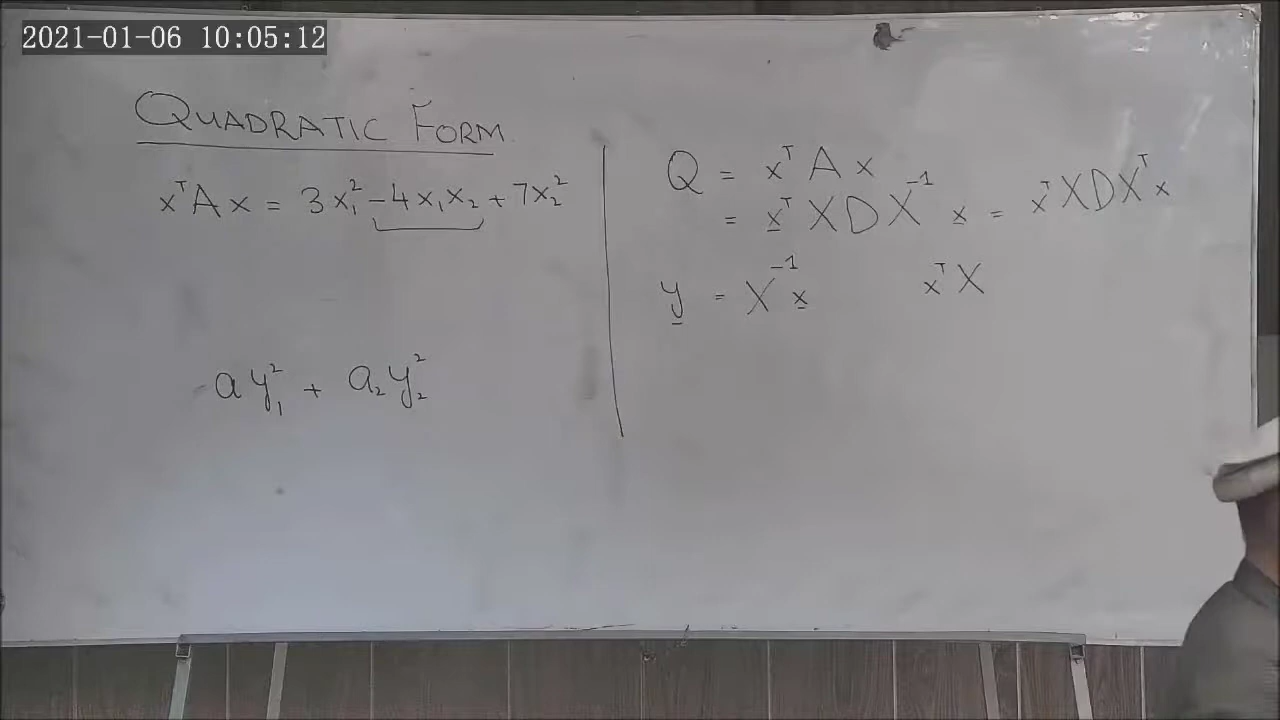 2021-01-06 10:05:12
QUADRATIC FORM
xᵀAx = 3x₁² - 4x₁x₂ + 7x₂²
ay₁² + a₂y₂²
Q = xᵀAx
= xᵀXDX⁻¹x = xᵀXDXᵀx
y = X⁻¹x xᵀX